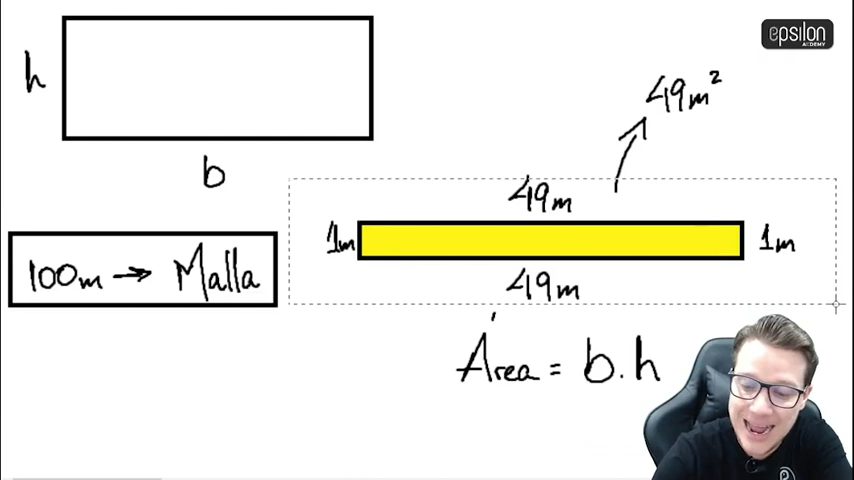 epsilon
ACADEMY
h
b
49m²
49m
1m
1m
49m
100m → Malla
Área = b.h